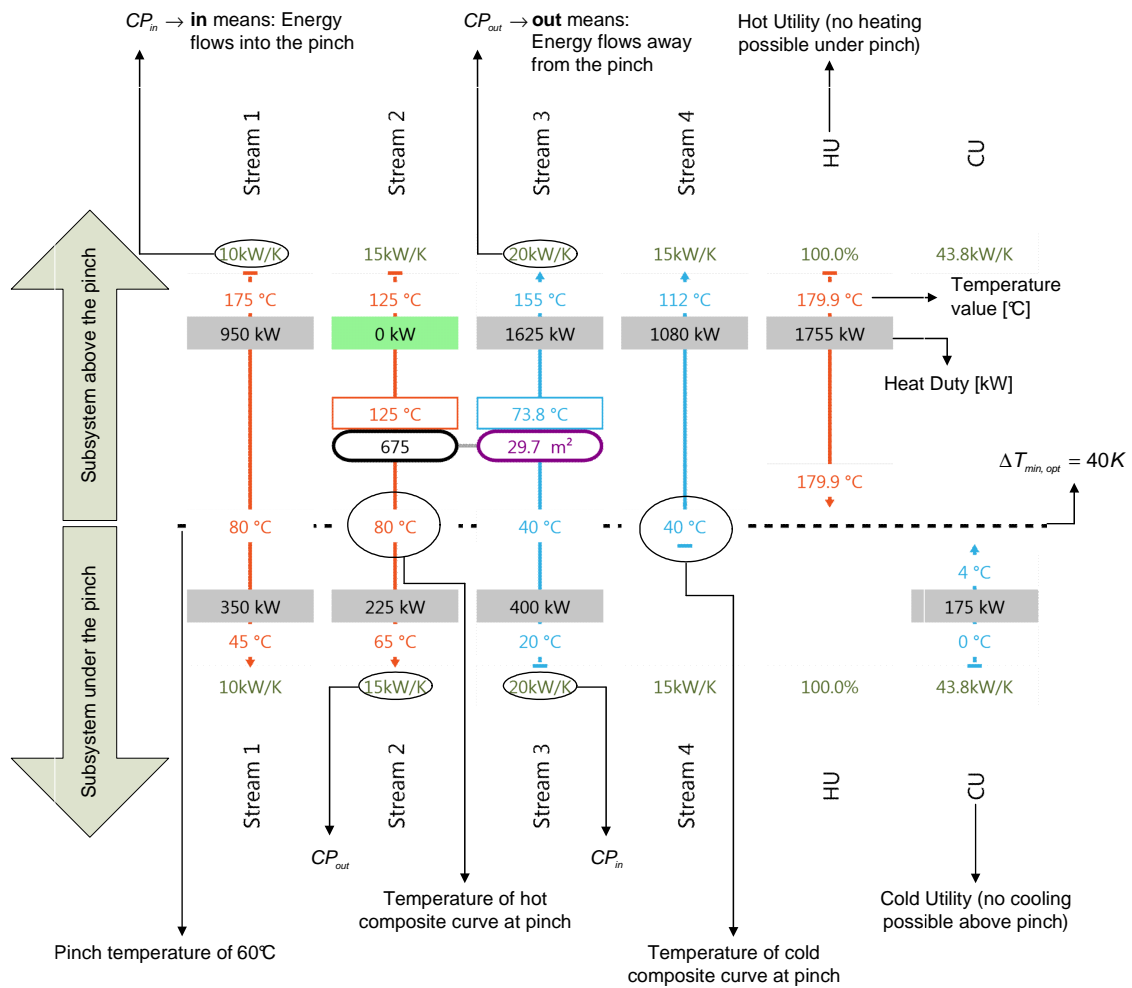 CP_in → in means: Energy
flows into the pinch
CP_out → out means:
Energy flows away
from the pinch
Hot Utility (no heating
possible under pinch)
Stream 1
Stream 2
Stream 3
Stream 4
HU
CU
Subsystem above the pinch
10kW/K
15kW/K
20kW/K
15kW/K
100.0%
43.8kW/K
175 °C
125 °C
155 °C
112 °C
179.9 °C
Temperature
value [°C]
950 kW
0 kW
1625 kW
1080 kW
1755 kW
Heat Duty [kW]
125 °C
73.8 °C
675
29.7 m²
179.9 °C
ΔT_min, opt = 40K
80 °C
80 °C
40 °C
40 °C
Subsystem under the pinch
4 °C
350 kW
225 kW
400 kW
175 kW
45 °C
65 °C
20 °C
0 °C
10kW/K
15kW/K
20kW/K
15kW/K
100.0%
43.8kW/K
Stream 1
Stream 2
Stream 3
Stream 4
HU
CU
CP_out
CP_in
Temperature of hot
composite curve at pinch
Cold Utility (no cooling
possible above pinch)
Pinch temperature of 60°C
Temperature of cold
composite curve at pinch